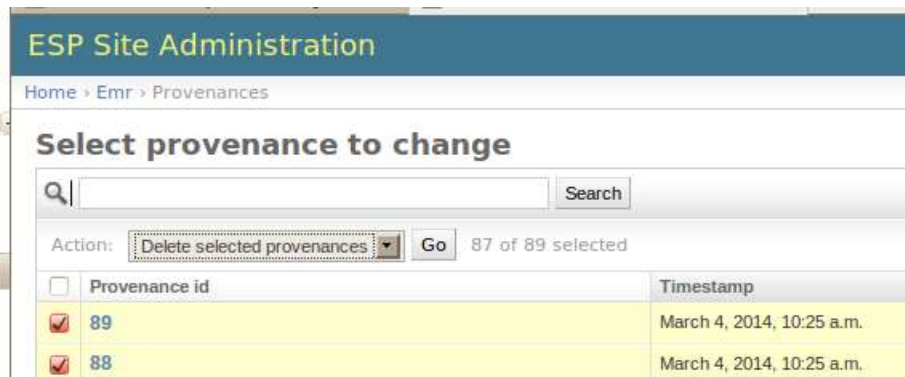 ESP Site Administration
Home › Emr › Provenances
Select provenance to change
Search
Action: Delete selected provenances Go 87 of 89 selected
Provenance id Timestamp
89 March 4, 2014, 10:25 a.m.
88 March 4, 2014, 10:25 a.m.